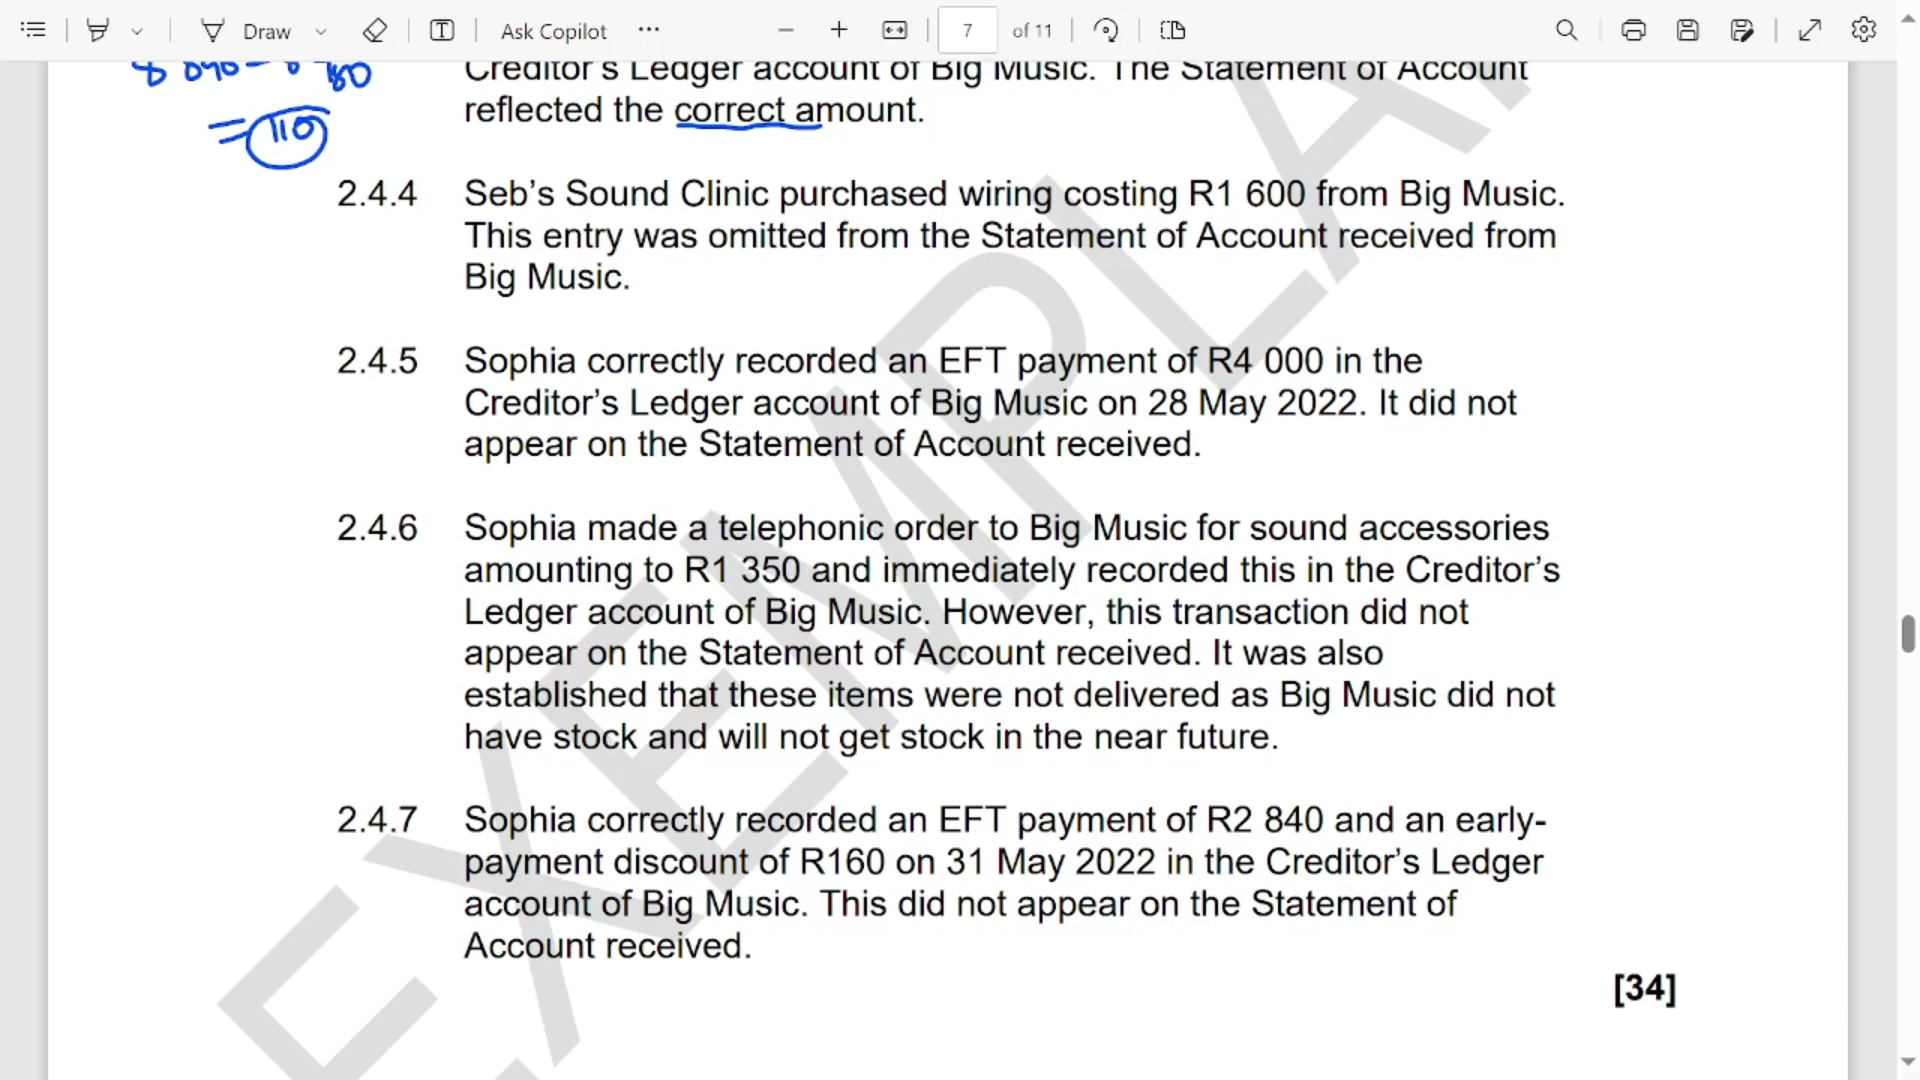 Draw
Ask Copilot
7 of 11
Creditor's Ledger account of Big Music. The Statement of Account
reflected the correct amount.
= 110
2.4.4 Seb's Sound Clinic purchased wiring costing R1 600 from Big Music.
This entry was omitted from the Statement of Account received from
Big Music.
2.4.5 Sophia correctly recorded an EFT payment of R4 000 in the
Creditor's Ledger account of Big Music on 28 May 2022. It did not
appear on the Statement of Account received.
2.4.6 Sophia made a telephonic order to Big Music for sound accessories
amounting to R1 350 and immediately recorded this in the Creditor's
Ledger account of Big Music. However, this transaction did not
appear on the Statement of Account received. It was also
established that these items were not delivered as Big Music did not
have stock and will not get stock in the near future.
2.4.7 Sophia correctly recorded an EFT payment of R2 840 and an early-
payment discount of R160 on 31 May 2022 in the Creditor's Ledger
account of Big Music. This did not appear on the Statement of
Account received.
[34]
EXEMPLA